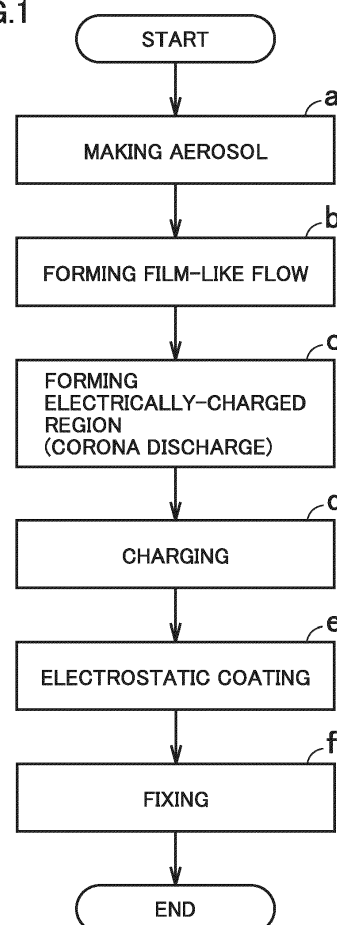 G.1
START
a
MAKING AEROSOL
b
FORMING FILM-LIKE FLOW
c
FORMING
ELECTRICALLY-CHARGED
REGION
(CORONA DISCHARGE)
d
CHARGING
e
ELECTROSTATIC COATING
f
FIXING
END